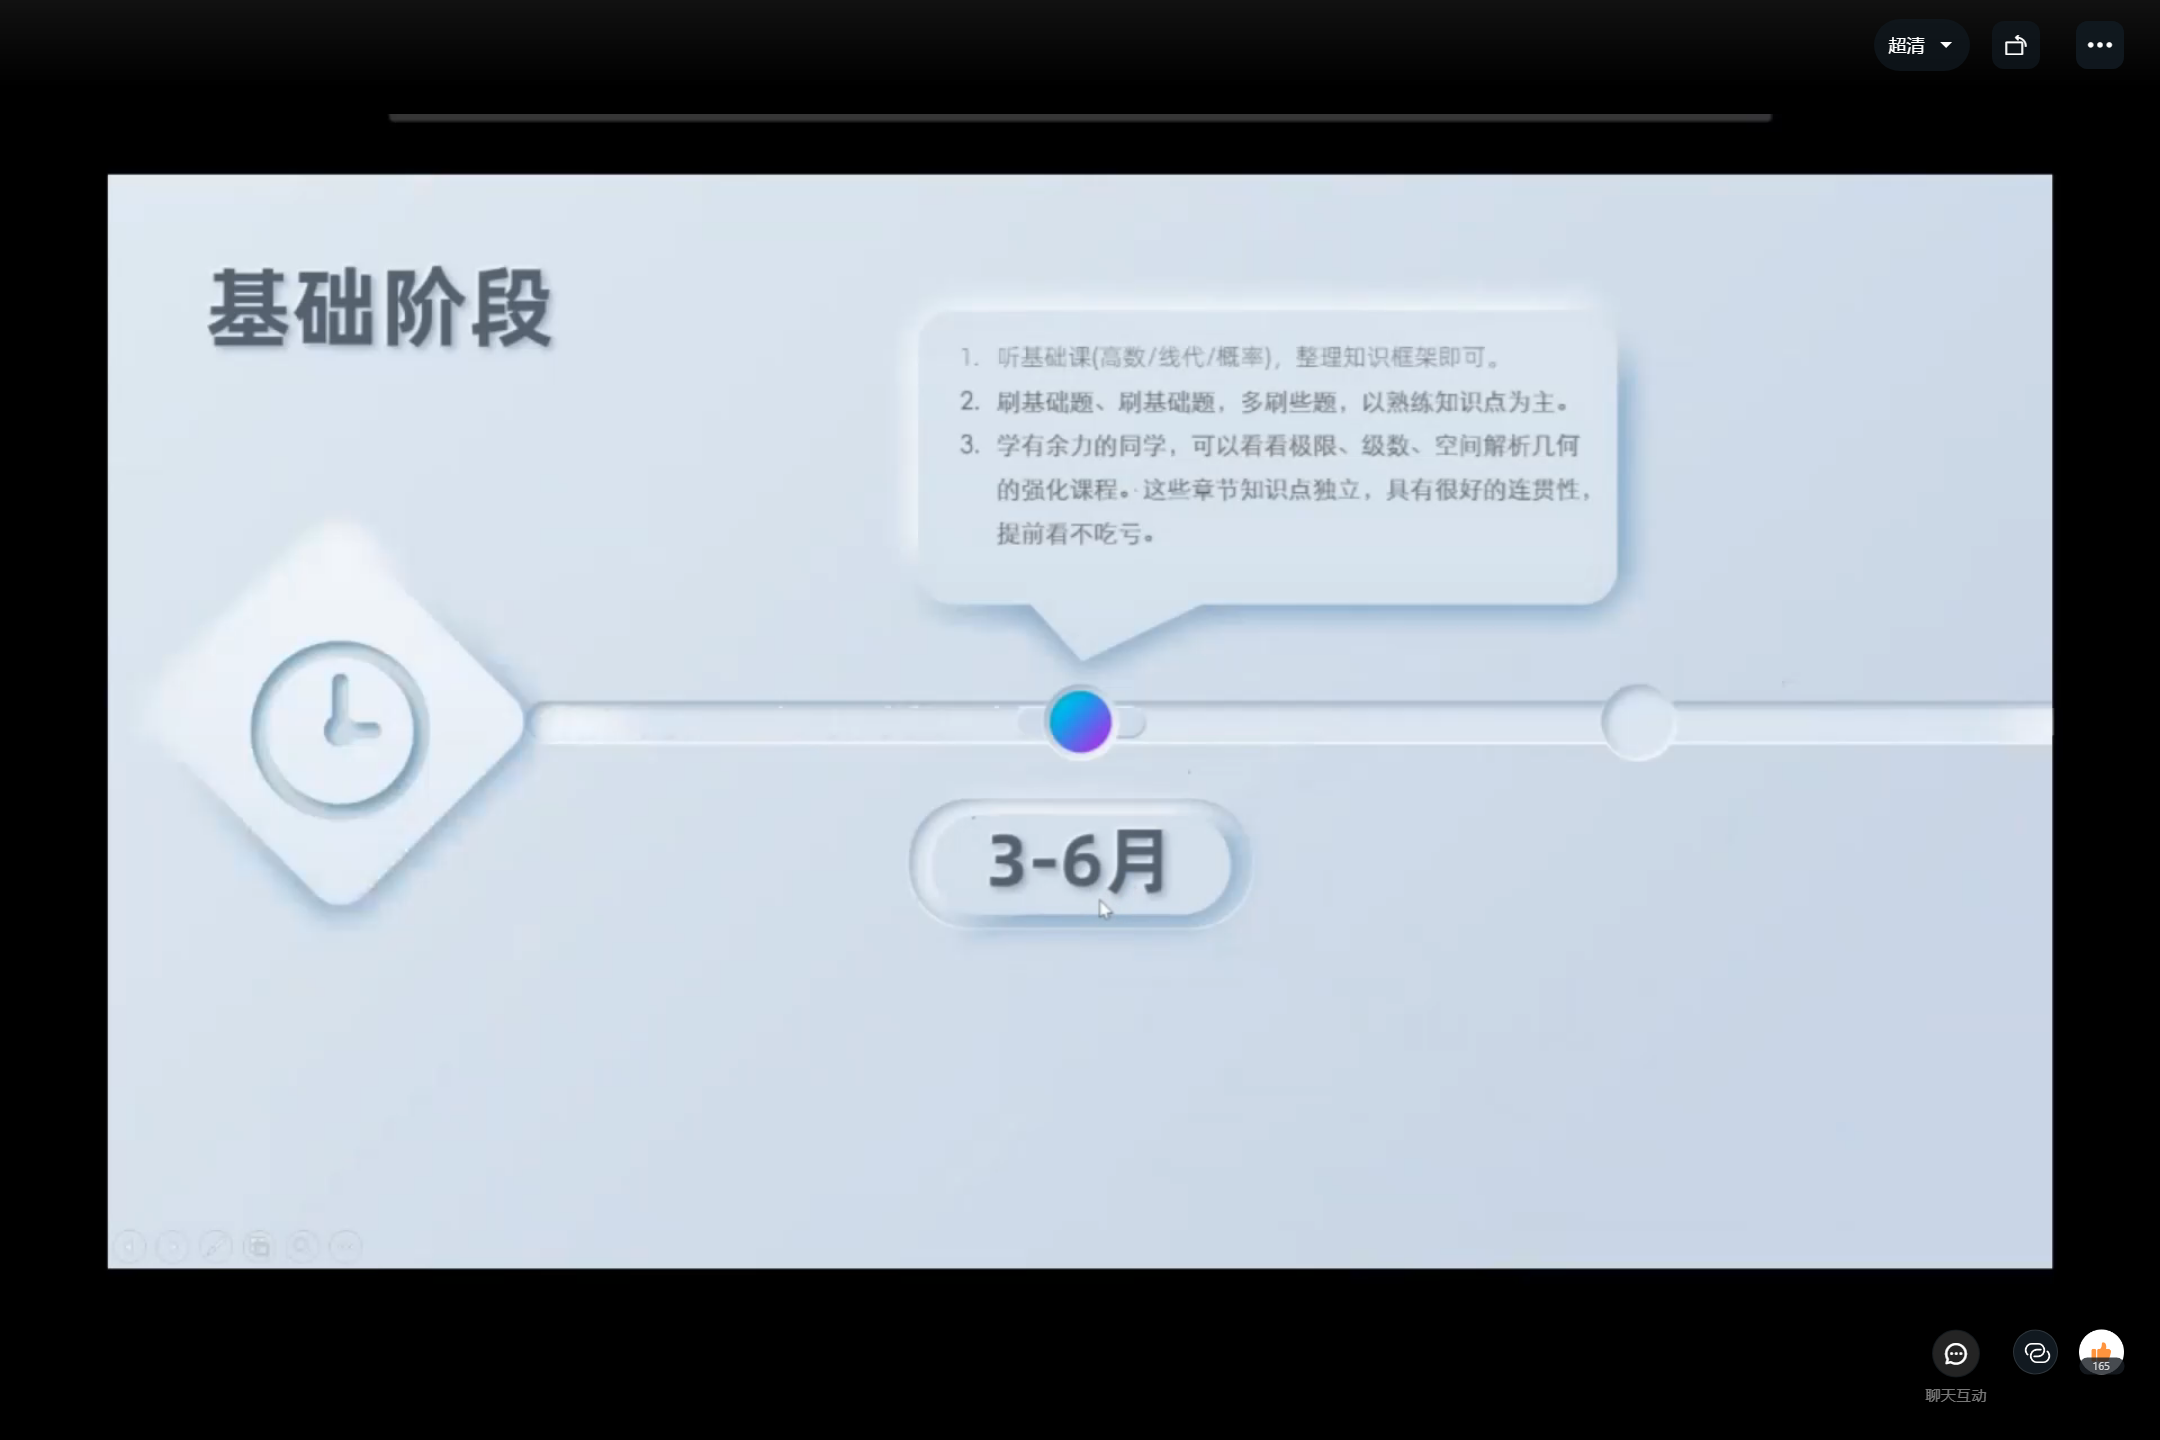 超清
基础阶段
1. 听基础课(高数/线代/概率)，整理知识框架即可。
2. 刷基础题、刷基础题，多刷些题，以熟练知识点为主。
3. 学有余力的同学，可以看看极限、级数、空间解析几何
的强化课程。这些章节知识点独立，具有很好的连贯性，
提前看不吃亏。
3-6月
165
聊天互动